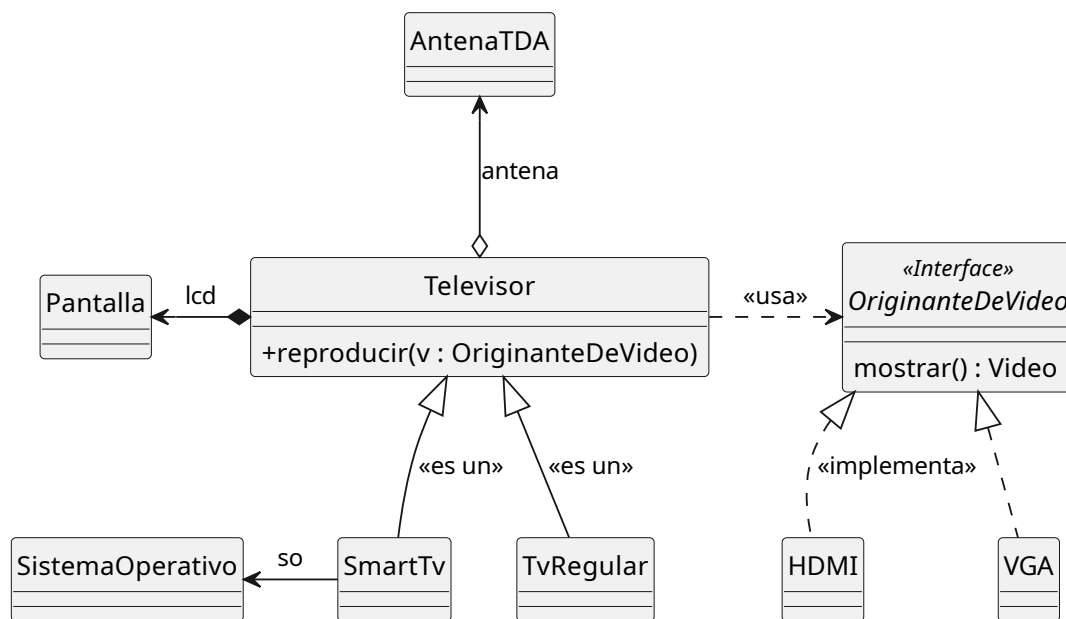 AntenaTDA
antena
Pantalla
lcd
Televisor
+reproducir(v : OriginanteDeVideo)
«usa»
«Interface»
OriginanteDeVideo
mostrar() : Video
«es un»
«es un»
«implementa»
SistemaOperativo
so
SmartTv
TvRegular
HDMI
VGA